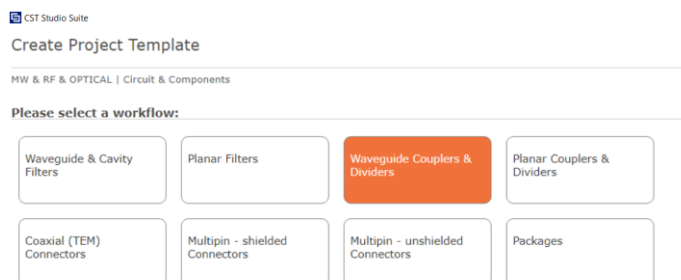 CST Studio Suite
Create Project Template
MW & RF & OPTICAL | Circuit & Components
Please select a workflow:
Waveguide & Cavity
Filters
Planar Filters
Waveguide Couplers &
Dividers
Planar Couplers &
Dividers
Coaxial (TEM)
Connectors
Multipin - shielded
Connectors
Multipin - unshielded
Connectors
Packages